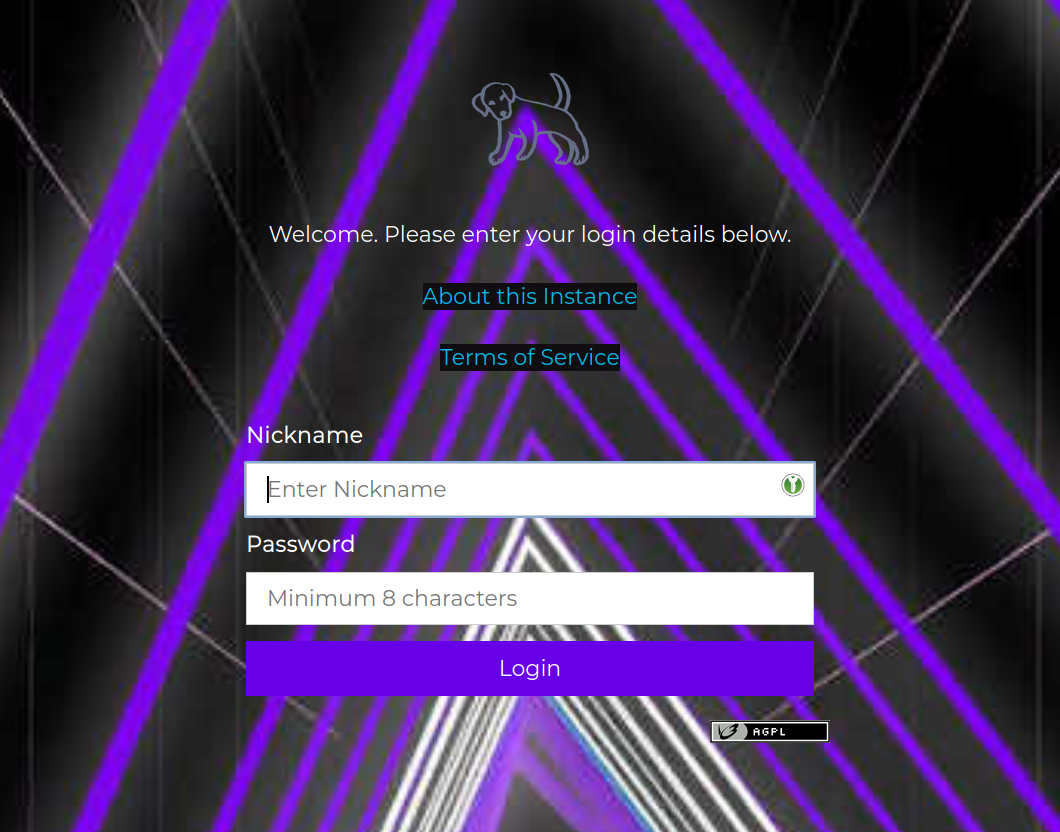 Welcome. Please enter your login details below.
About this Instance
Terms of Service
Nickname
Enter Nickname
Password
Minimum 8 characters
Login
AGPL